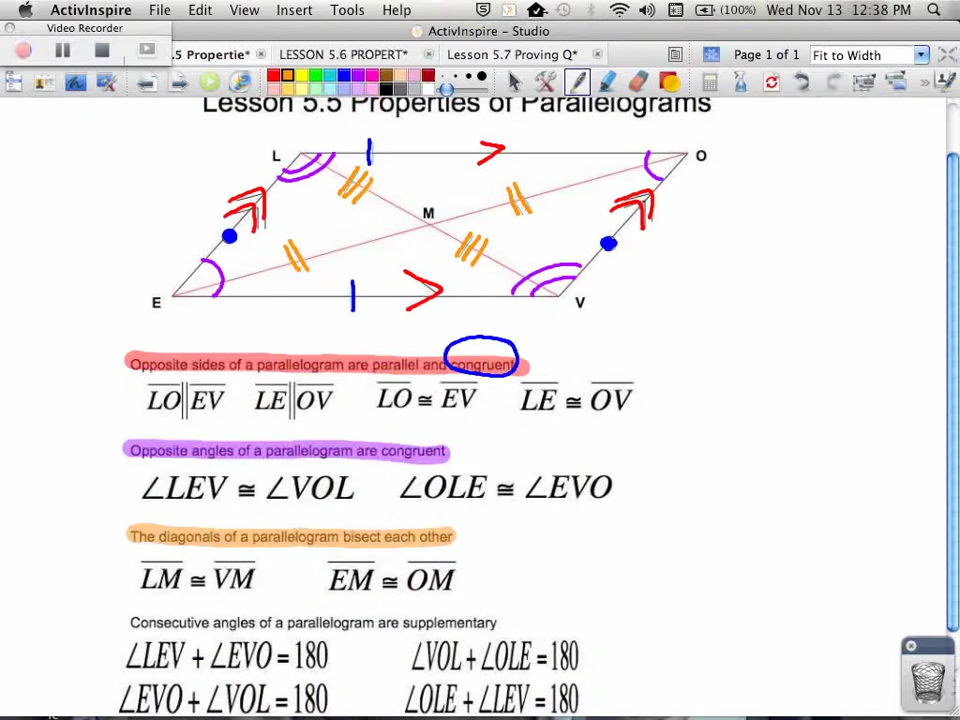 ActivInspire File Edit View Insert Tools Help (100%) Wed Nov 13 12:38 PM
Video Recorder
ActivInspire - Studio
.5 Propertie* LESSON 5.6 PROPERT* Lesson 5.7 Proving Q* Page 1 of 1 Fit to Width
Lesson 5.5 Properties of Parallelograms
L O
M
E V
Opposite sides of a parallelogram are parallel and congruent
LO || EV LE || OV LO ≅ EV LE ≅ OV
Opposite angles of a parallelogram are congruent
∠LEV ≅ ∠VOL ∠OLE ≅ ∠EVO
The diagonals of a parallelogram bisect each other
LM ≅ VM EM ≅ OM
Consecutive angles of a parallelogram are supplementary
∠LEV + ∠EVO = 180 ∠VOL + ∠OLE = 180
∠EVO + ∠VOL = 180 ∠OLE + ∠LEV = 180